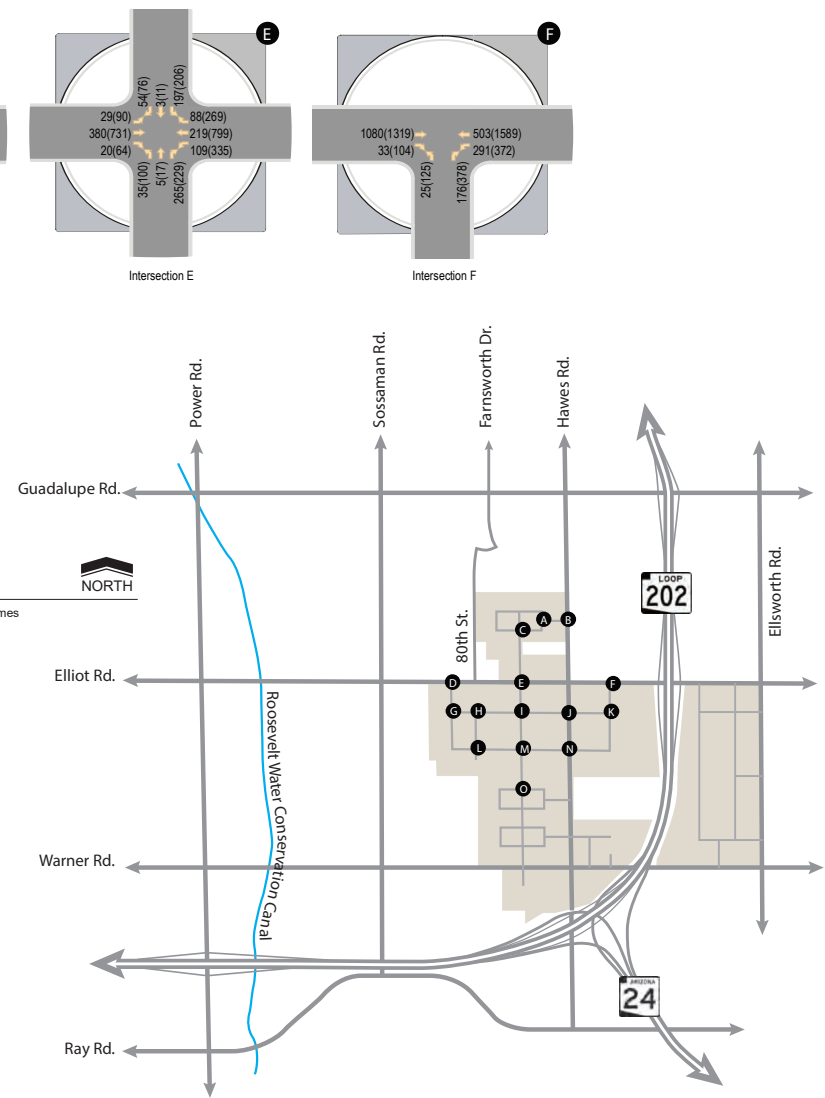 E
54(76)
3(11)
197(206)
29(90)
380(731)
20(64)
88(269)
219(799)
109(335)
35(100)
5(17)
265(229)
Intersection E
F
1080(1319)
33(104)
503(1589)
291(372)
25(125)
176(378)
Intersection F
Power Rd.
Sossaman Rd.
Farnsworth Dr.
Hawes Rd.
Guadalupe Rd.
NORTH
mes
LOOP
202
Ellsworth Rd.
80th St.
A
B
C
Elliot Rd.
D
E
F
G
H
I
J
K
L
M
N
O
Roosevelt Water Conservation Canal
Warner Rd.
ARIZONA
24
Ray Rd.